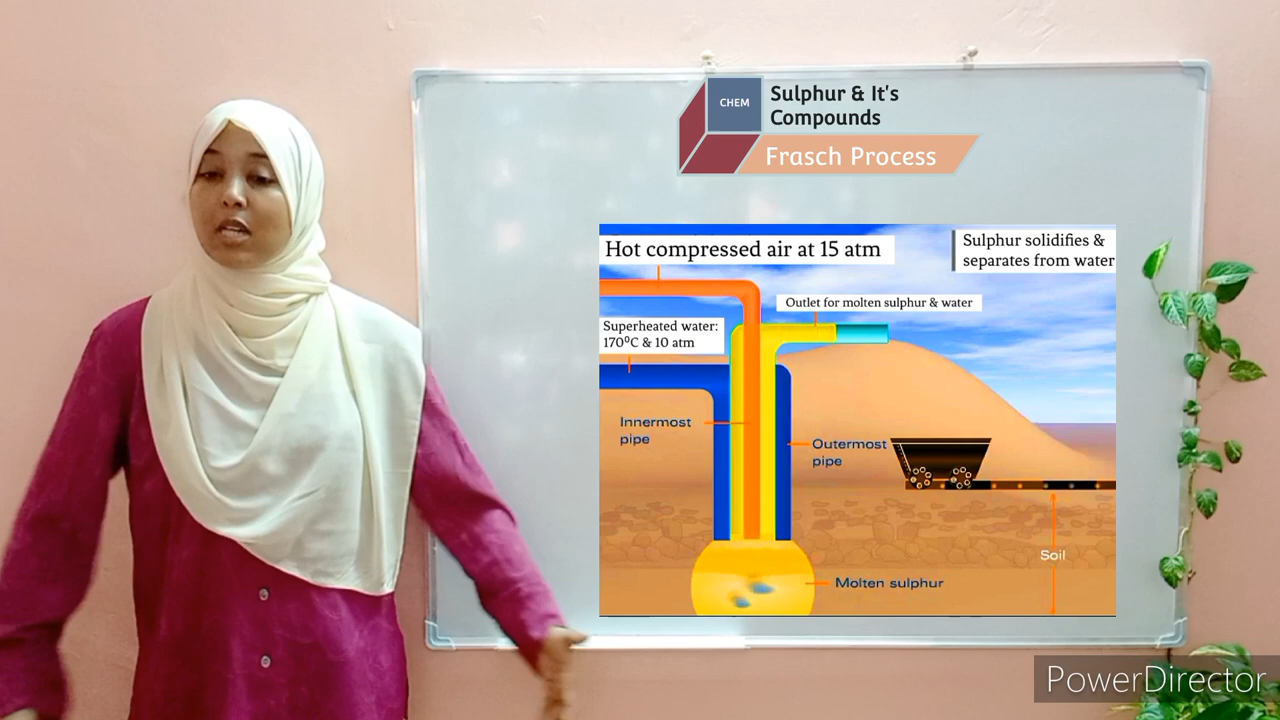 CHEM
Sulphur & It's
Compounds
Frasch Process
Hot compressed air at 15 atm
Sulphur solidifies &
separates from water
Outlet for molten sulphur & water
Superheated water:
170⁰C & 10 atm
Innermost
pipe
Outermost
pipe
Soil
Molten sulphur
PowerDirector